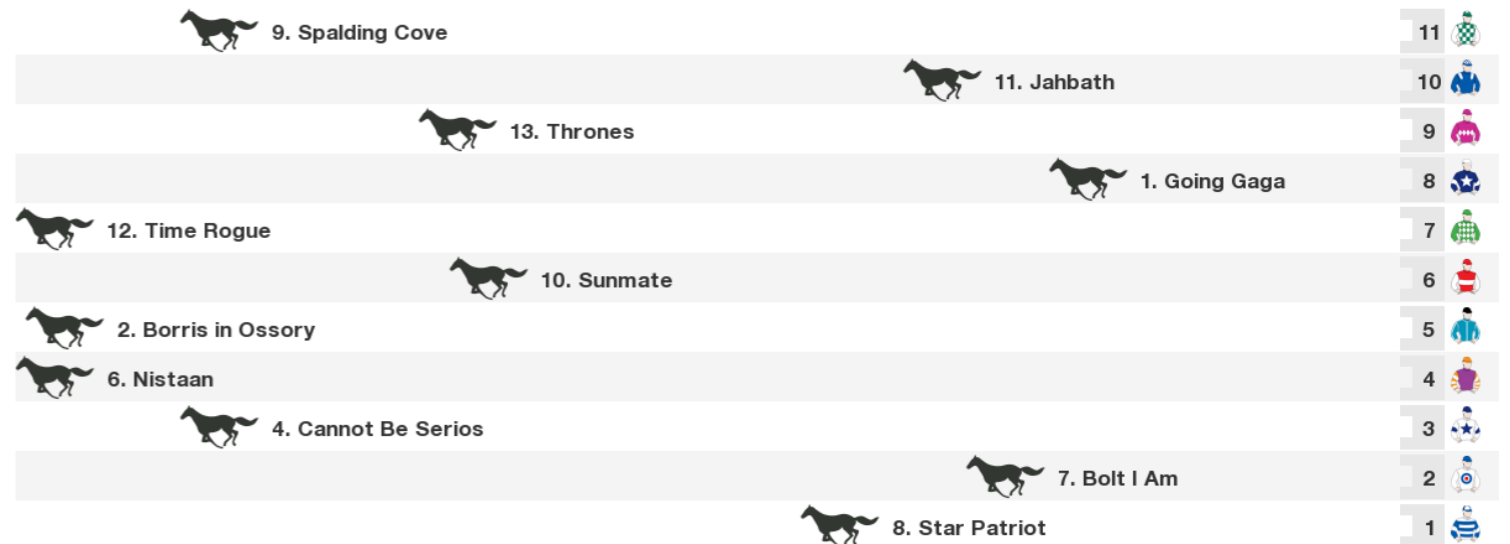 9. Spalding Cove 11
11. Jahbath 10
13. Thrones 9
1. Going Gaga 8
12. Time Rogue 7
10. Sunmate 6
2. Borris in Ossory 5
6. Nistaan 4
4. Cannot Be Serios 3
7. Bolt I Am 2
8. Star Patriot 1